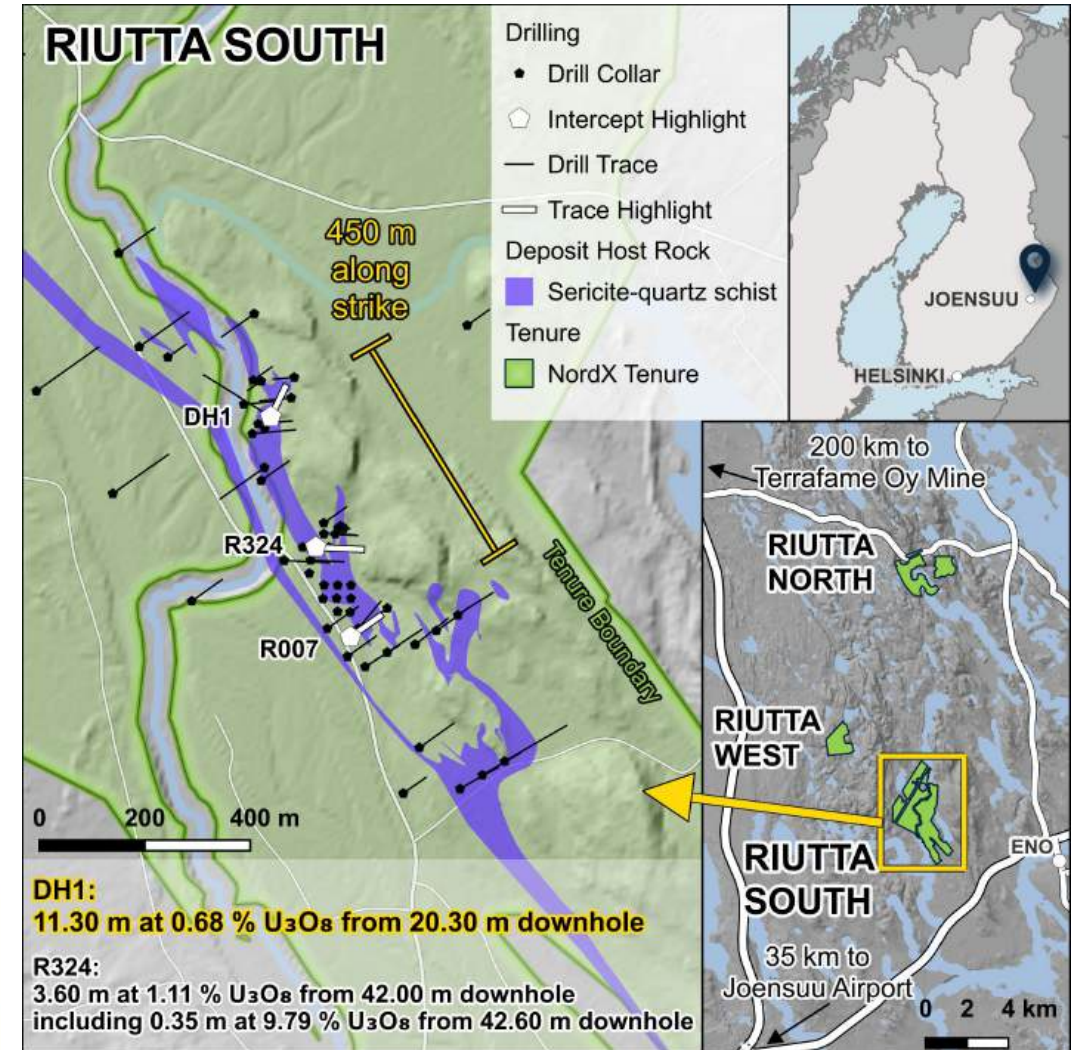 RIUTTA SOUTH
Drilling
Drill Collar
Intercept Highlight
Drill Trace
Trace Highlight
Deposit Host Rock
Sericite-quartz schist
Tenure
NordX Tenure
450 m
along
strike
DH1
R324
R007
Tenure Boundary
0 200 400 m
DH1:
11.30 m at 0.68 % U₃O₈ from 20.30 m downhole
R324:
3.60 m at 1.11 % U₃O₈ from 42.00 m downhole
including 0.35 m at 9.79 % U₃O₈ from 42.60 m downhole
JOENSUU
HELSINKI
200 km to
Terrafame Oy Mine
RIUTTA
NORTH
RIUTTA
WEST
RIUTTA
SOUTH
ENO
35 km to
Joensuu Airport
0 2 4 km